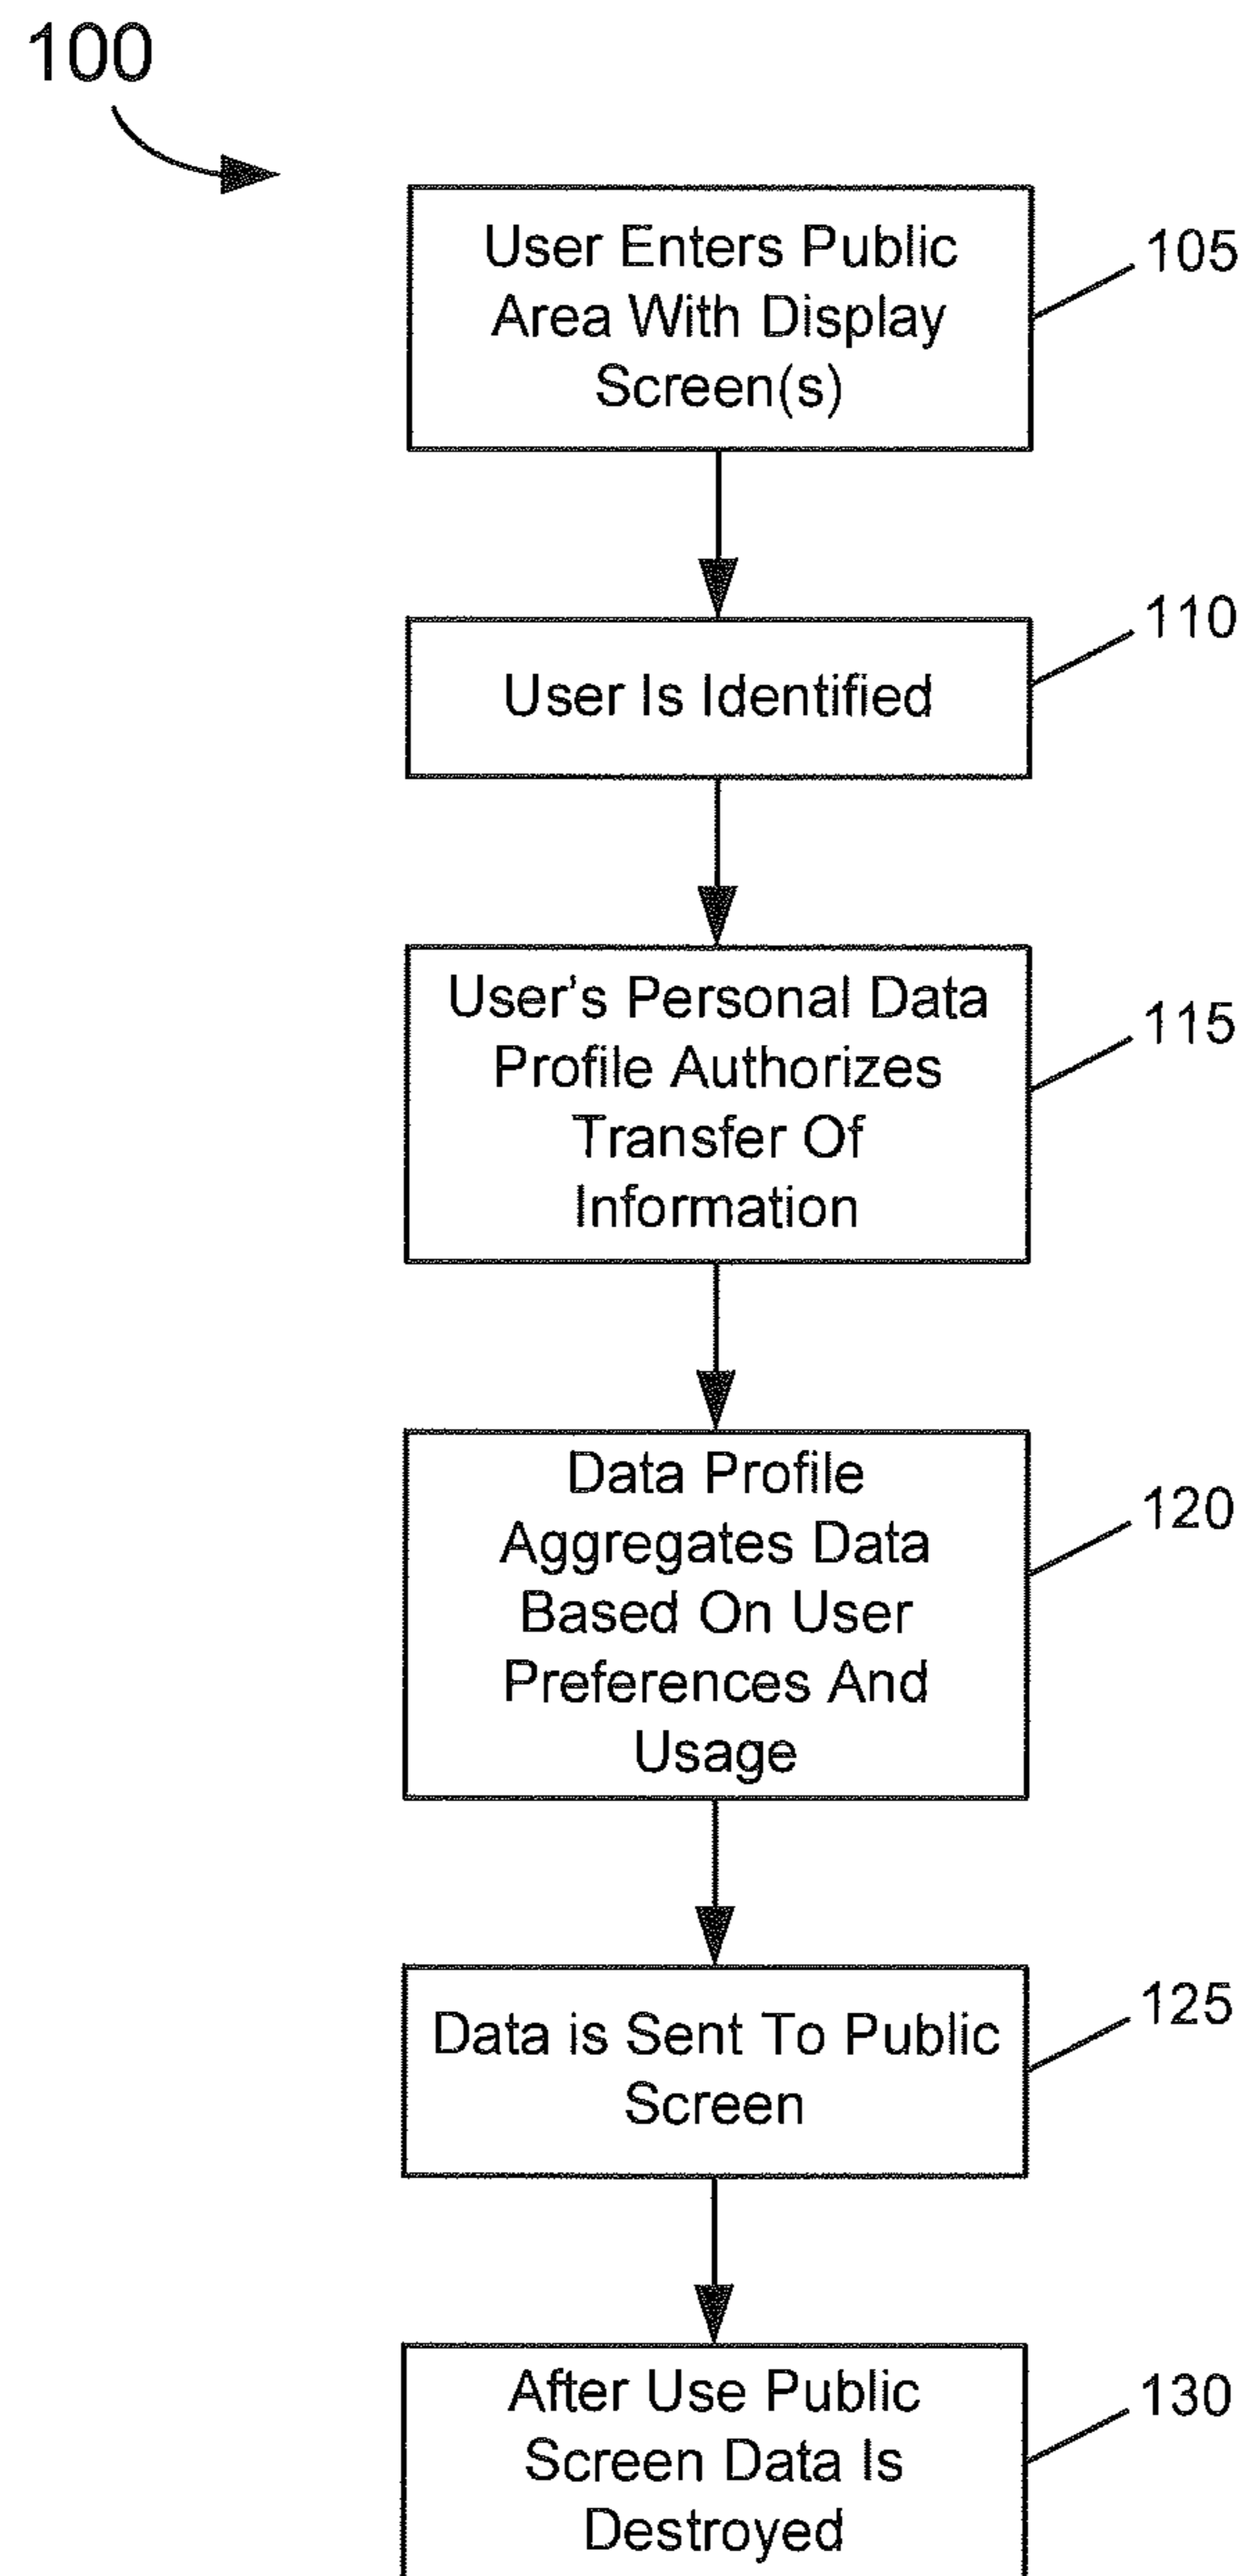 100
User Enters Public
Area With Display
Screen(s)
105
User Is Identified
110
User's Personal Data
Profile Authorizes
Transfer Of
Information
115
Data Profile
Aggregates Data
Based On User
Preferences And
Usage
120
Data is Sent To Public
Screen
125
After Use Public
Screen Data Is
Destroyed
130